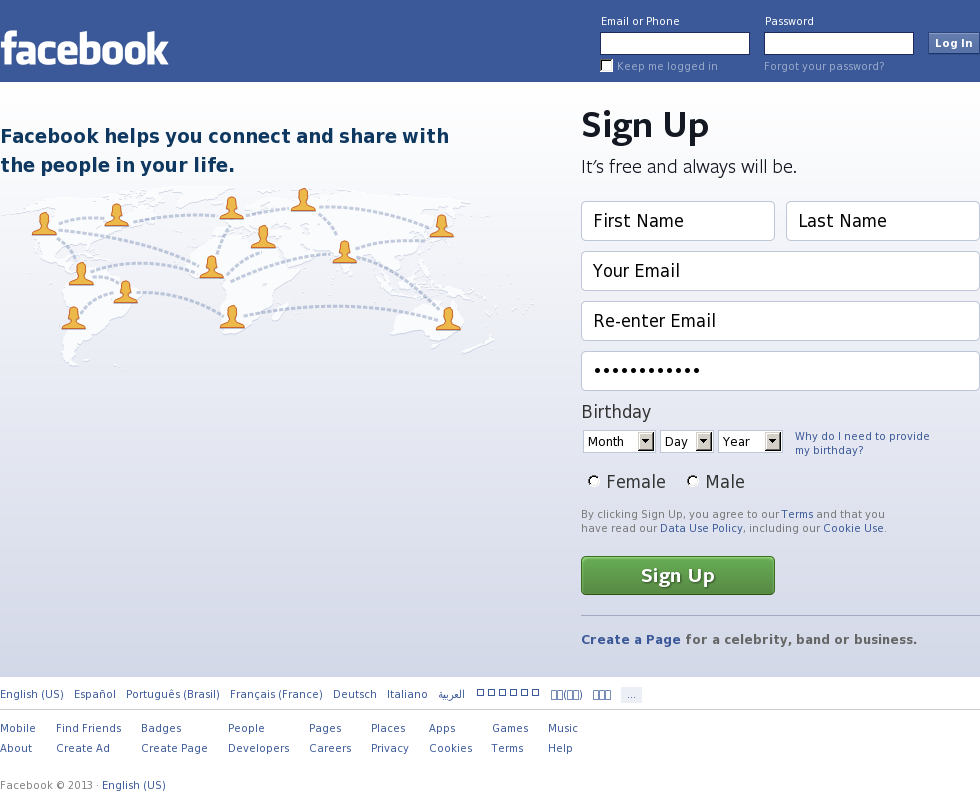 facebook
Email or Phone
Password
Log In
Keep me logged in
Forgot your password?
Facebook helps you connect and share with
the people in your life.
Sign Up
It's free and always will be.
First Name
Last Name
Your Email
Re-enter Email
••••••••••••
Birthday
Month
Day
Year
Why do I need to provide
my birthday?
Female
Male
By clicking Sign Up, you agree to our Terms and that you
have read our Data Use Policy, including our Cookie Use.
Sign Up
Create a Page for a celebrity, band or business.
English (US) Español Português (Brasil) Français (France) Deutsch Italiano العربية ...
Mobile Find Friends Badges People Pages Places Apps Games Music
About Create Ad Create Page Developers Careers Privacy Cookies Terms Help
Facebook © 2013 · English (US)